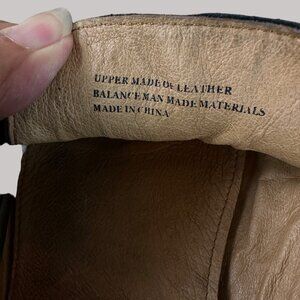 UPPER MADE OF LEATHER
BALANCE MAN MADE MATERIALS
MADE IN CHINA